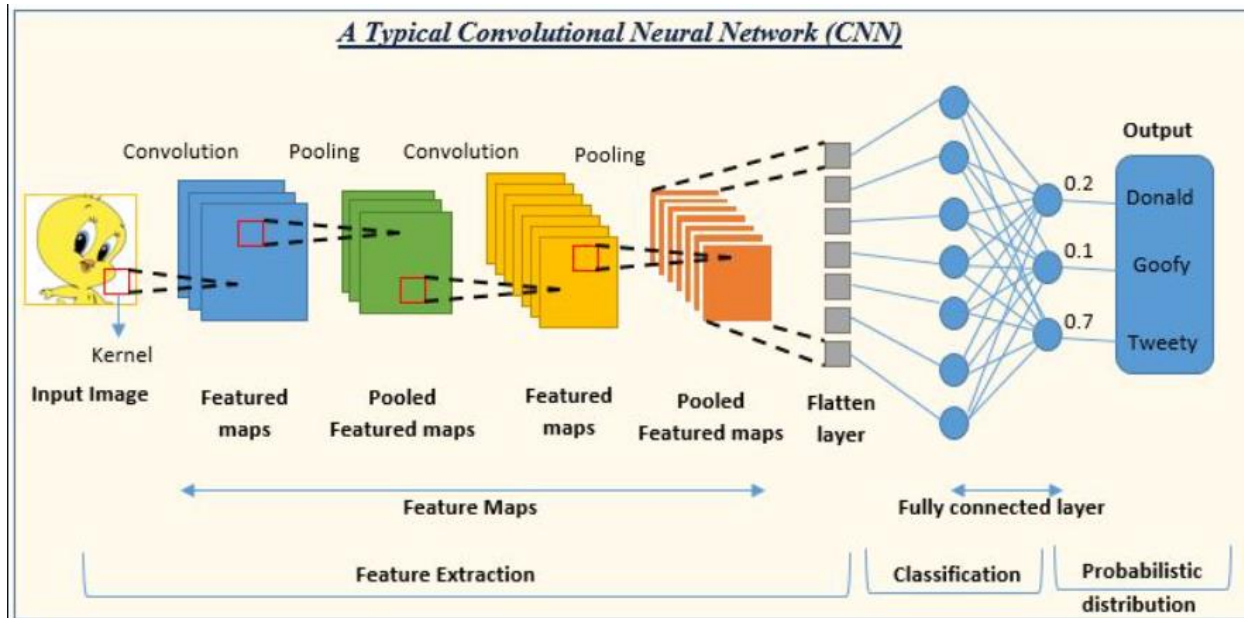 A Typical Convolutional Neural Network (CNN)
Convolution
Pooling
Convolution
Pooling
Output
0.2
Donald
0.1
Goofy
0.7
Tweety
Kernel
Input Image
Featured
maps
Pooled
Featured maps
Featured
maps
Pooled
Featured maps
Flatten
layer
Feature Maps
Fully connected layer
Feature Extraction
Classification
Probabilistic
distribution